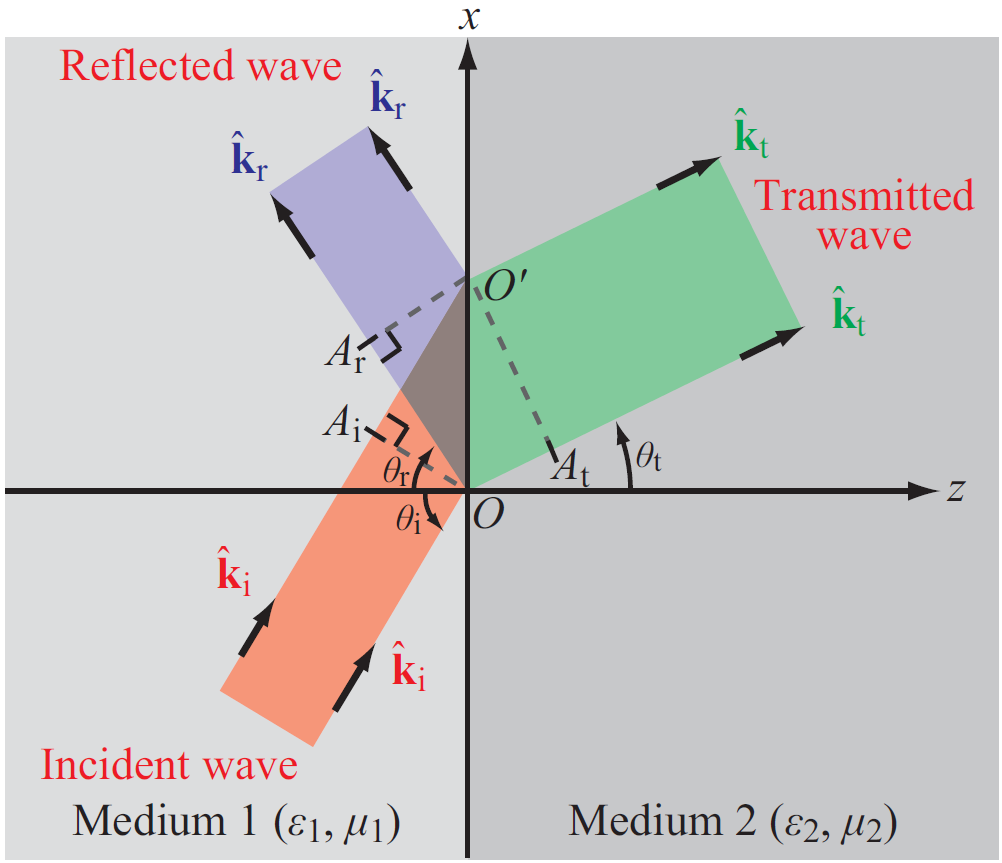 x
Reflected wave
k̂r
k̂r
k̂t
Transmitted
wave
O′
k̂t
Ar
Ai
θr
At
θt
z
θi
O
k̂i
k̂i
Incident wave
Medium 1 (ε1, μ1)
Medium 2 (ε2, μ2)